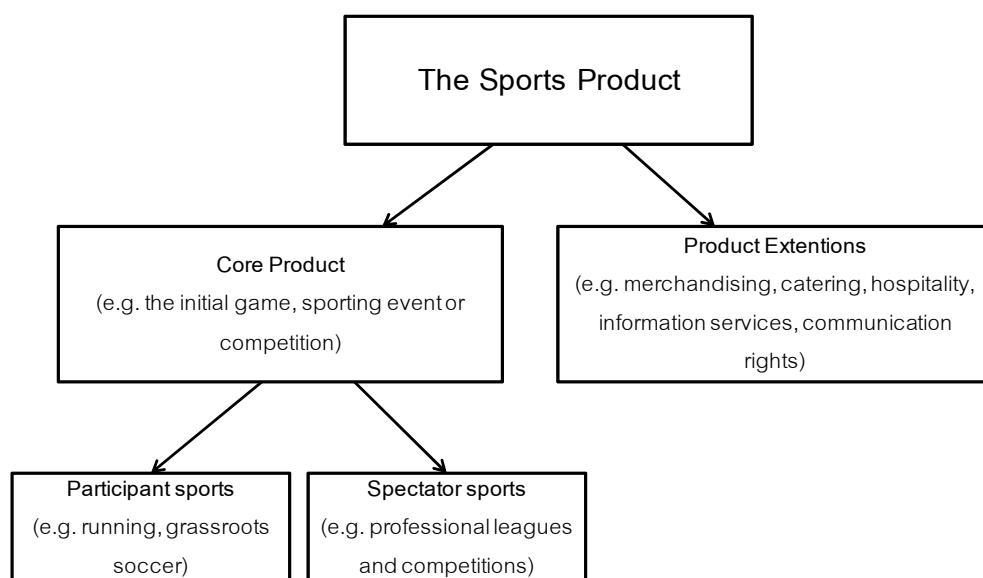 The Sports Product
Core Product
(e.g. the initial game, sporting event or
competition)
Product Extentions
(e.g. merchandising, catering, hospitality,
information services, communication
rights)
Participant sports
(e.g. running, grassroots
soccer)
Spectator sports
(e.g. professional leagues
and competitions)